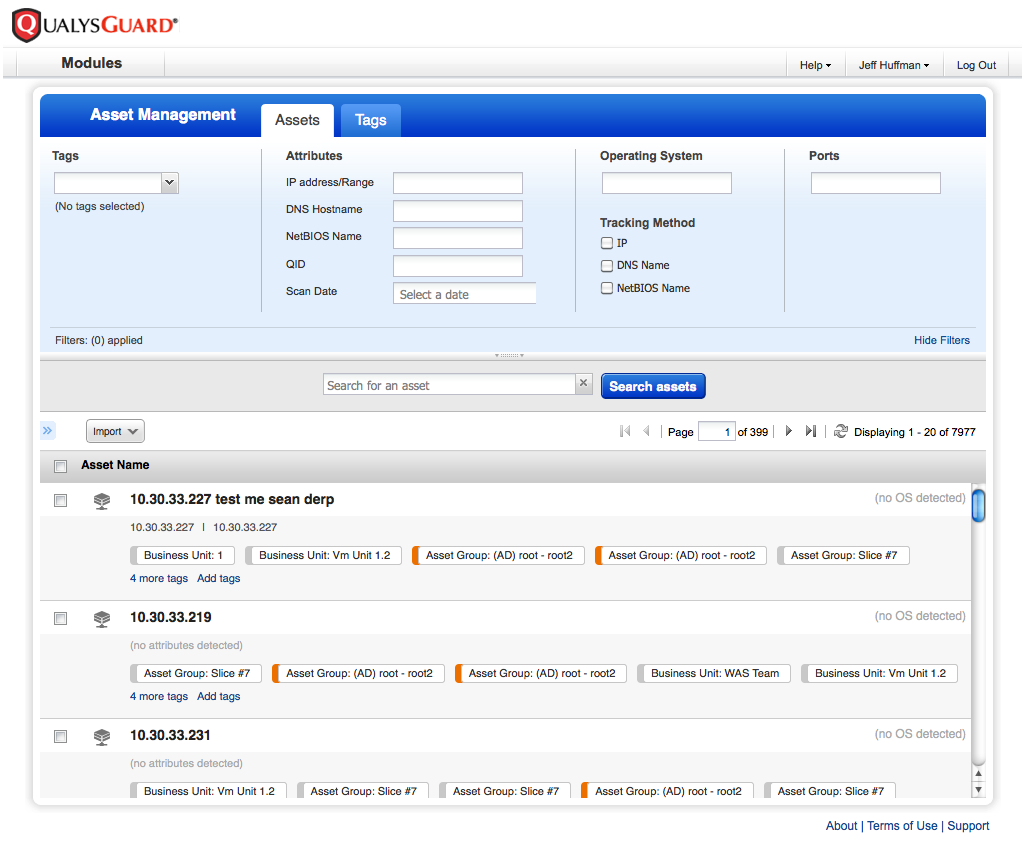 QUALYSGUARD®
Modules
Help
Jeff Huffman
Log Out
Asset Management
Assets
Tags
Tags
(No tags selected)
Attributes
IP address/Range
DNS Hostname
NetBIOS Name
QID
Scan Date
Select a date
Operating System
Tracking Method
IP
DNS Name
NetBIOS Name
Ports
Filters: (0) applied
Hide Filters
Search for an asset
Search assets
Import
Page 1 of 399
Displaying 1 - 20 of 7977
Asset Name
10.30.33.227 test me sean derp
(no OS detected)
10.30.33.227 | 10.30.33.227
Business Unit: 1 Business Unit: Vm Unit 1.2 Asset Group: (AD) root - root2 Asset Group: (AD) root - root2 Asset Group: Slice #7
4 more tags Add tags
10.30.33.219
(no OS detected)
(no attributes detected)
Asset Group: Slice #7 Asset Group: (AD) root - root2 Asset Group: (AD) root - root2 Business Unit: WAS Team Business Unit: Vm Unit 1.2
4 more tags Add tags
10.30.33.231
(no OS detected)
(no attributes detected)
Business Unit: Vm Unit 1.2 Asset Group: Slice #7 Asset Group: Slice #7 Asset Group: (AD) root - root2 Asset Group: Slice #7
About | Terms of Use | Support